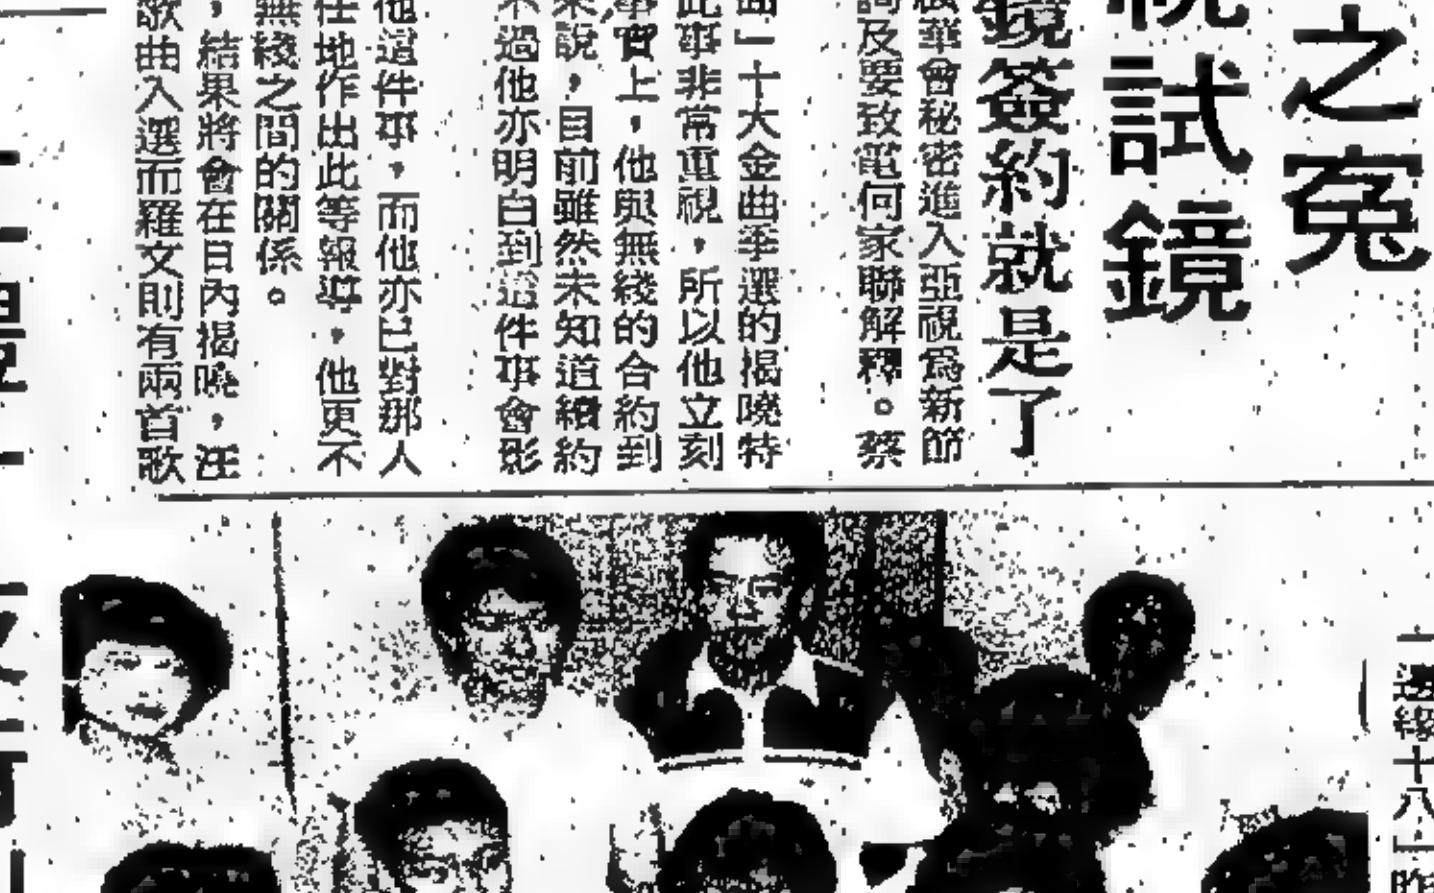 之冤
視試鏡
鏡簽約就是了
華會秘密進入亞視爲新節
詞及要致電何家聯解釋。蔡
曲」十大金曲季選的揭曉特
此事非常重視，所以他立刻
事實上，他與無綫的合約到
來說，目前雖然未知道續約
不過他亦明白到這件事會影
他這件事，而他亦已對那人
任地作出此等報導，他更不
無綫之間的關係。
，結果將會在日內揭曉，汪
歌曲入選而羅文則有兩首歌
邊緣十八」昨